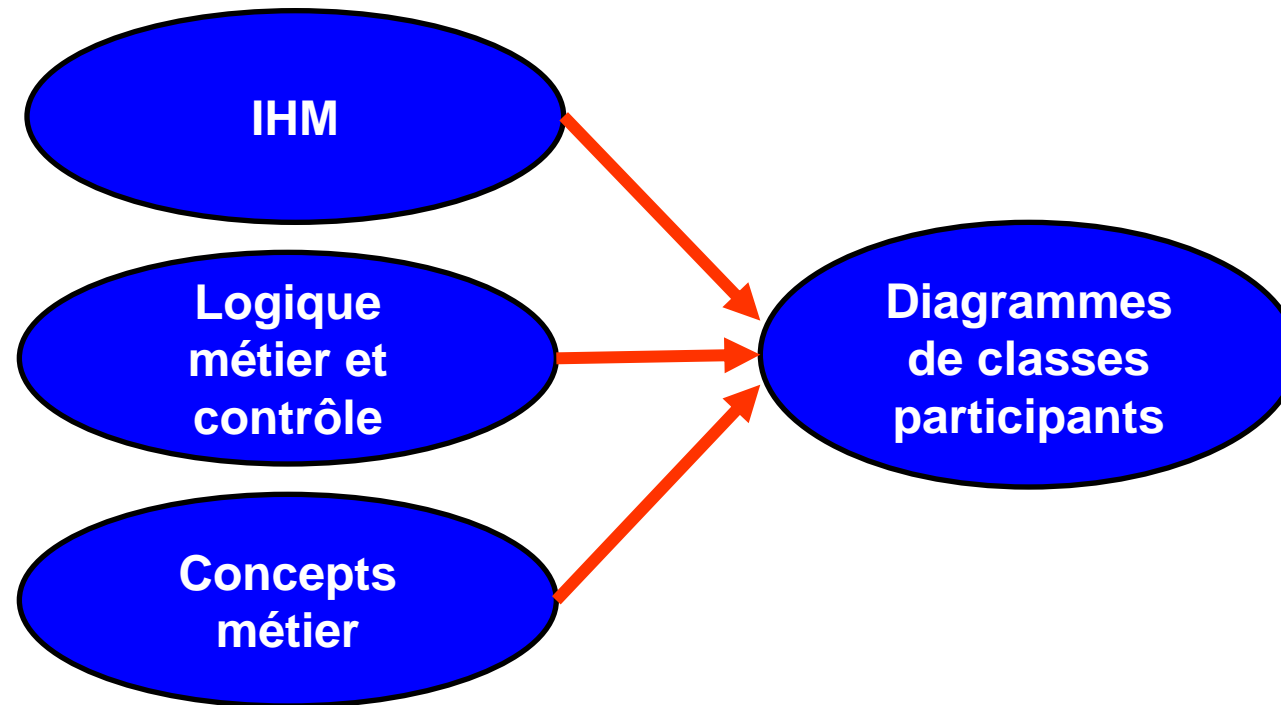 IHM
Logique
métier et
contrôle
Concepts
métier
Diagrammes
de classes
participants